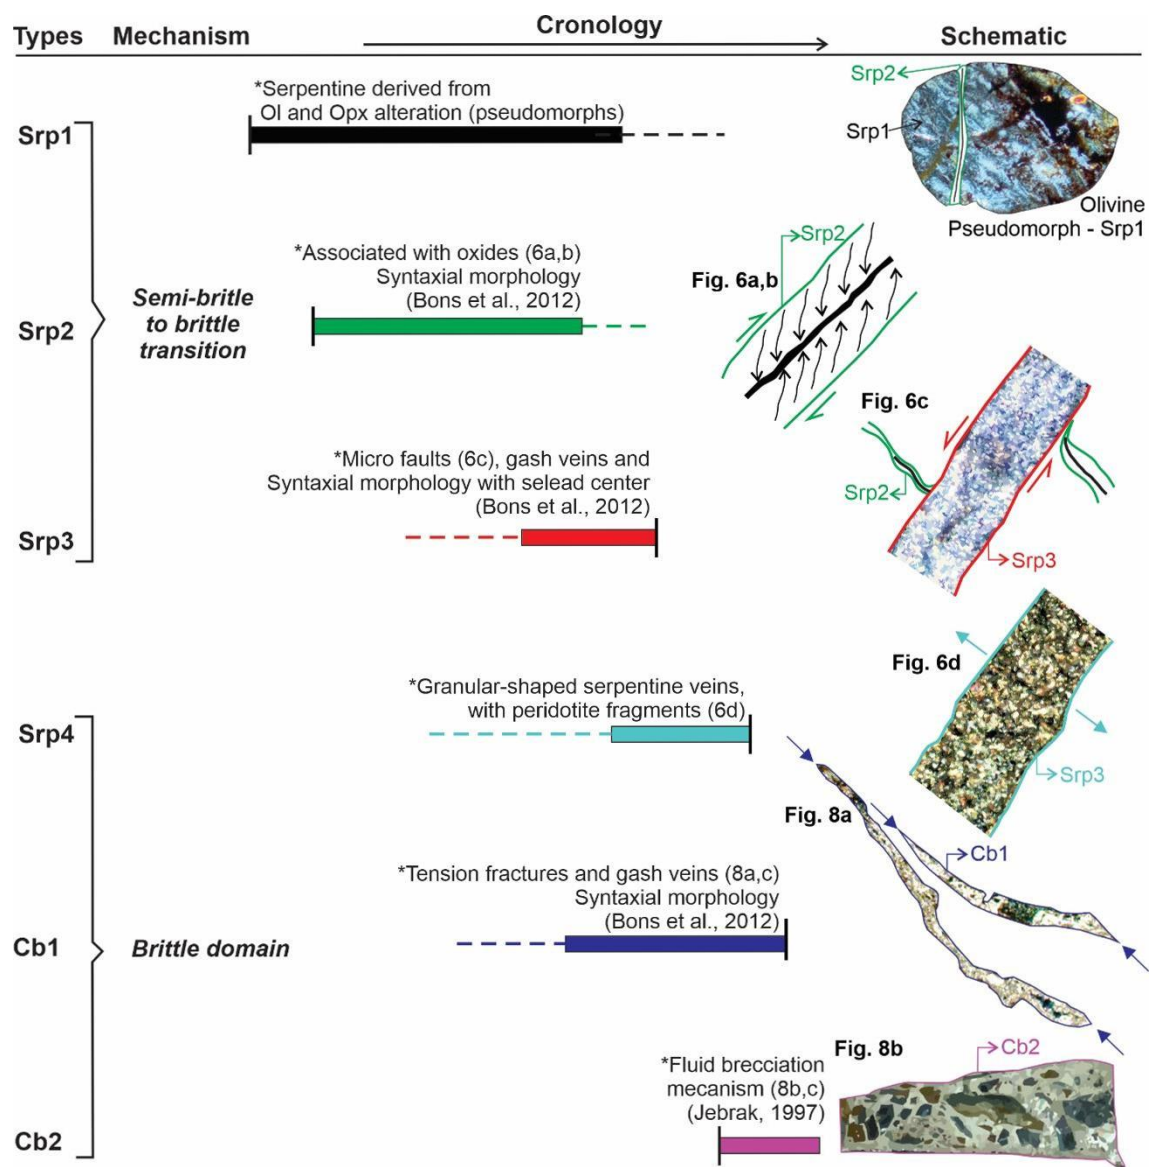 Types Mechanism Cronology Schematic
Srp2
*Serpentine derived from
Ol and Opx alteration (pseudomorphs)
Srp1
Srp1
Olivine
Pseudomorph - Srp1
Srp2
*Associated with oxides (6a,b)
Syntaxial morphology
(Bons et al., 2012)
Fig. 6a,b
Semi-britle
to brittle
transition
Srp2
Fig. 6c
*Micro faults (6c), gash veins and
Syntaxial morphology with selead center
(Bons et al., 2012)
Srp2
Srp3
Srp3
Fig. 6d
*Granular-shaped serpentine veins,
with peridotite fragments (6d)
Srp4
Srp3
Fig. 8a
Cb1
*Tension fractures and gash veins (8a,c)
Syntaxial morphology
(Bons et al., 2012)
Cb1
Brittle domain
Fig. 8b
Cb2
*Fluid brecciation
mecanism (8b,c)
(Jebrak, 1997)
Cb2